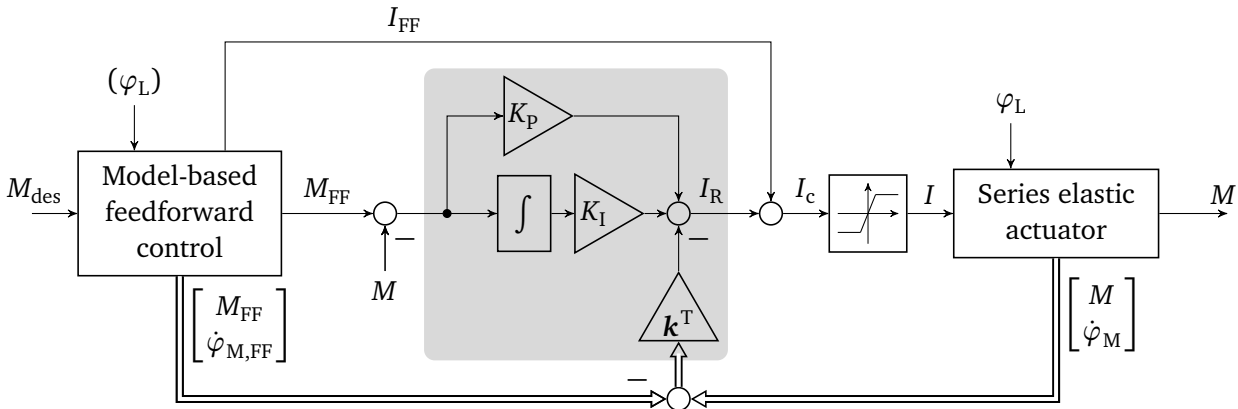 I_FF
(φ_L)
φ_L
K_P
M_des
Model-based
feedforward
control
M_FF
−
M
∫
K_I
I_R
−
I_c
I
Series elastic
actuator
M
k^T
[M_FF
φ̇_M,FF]
[M
φ̇_M]
−